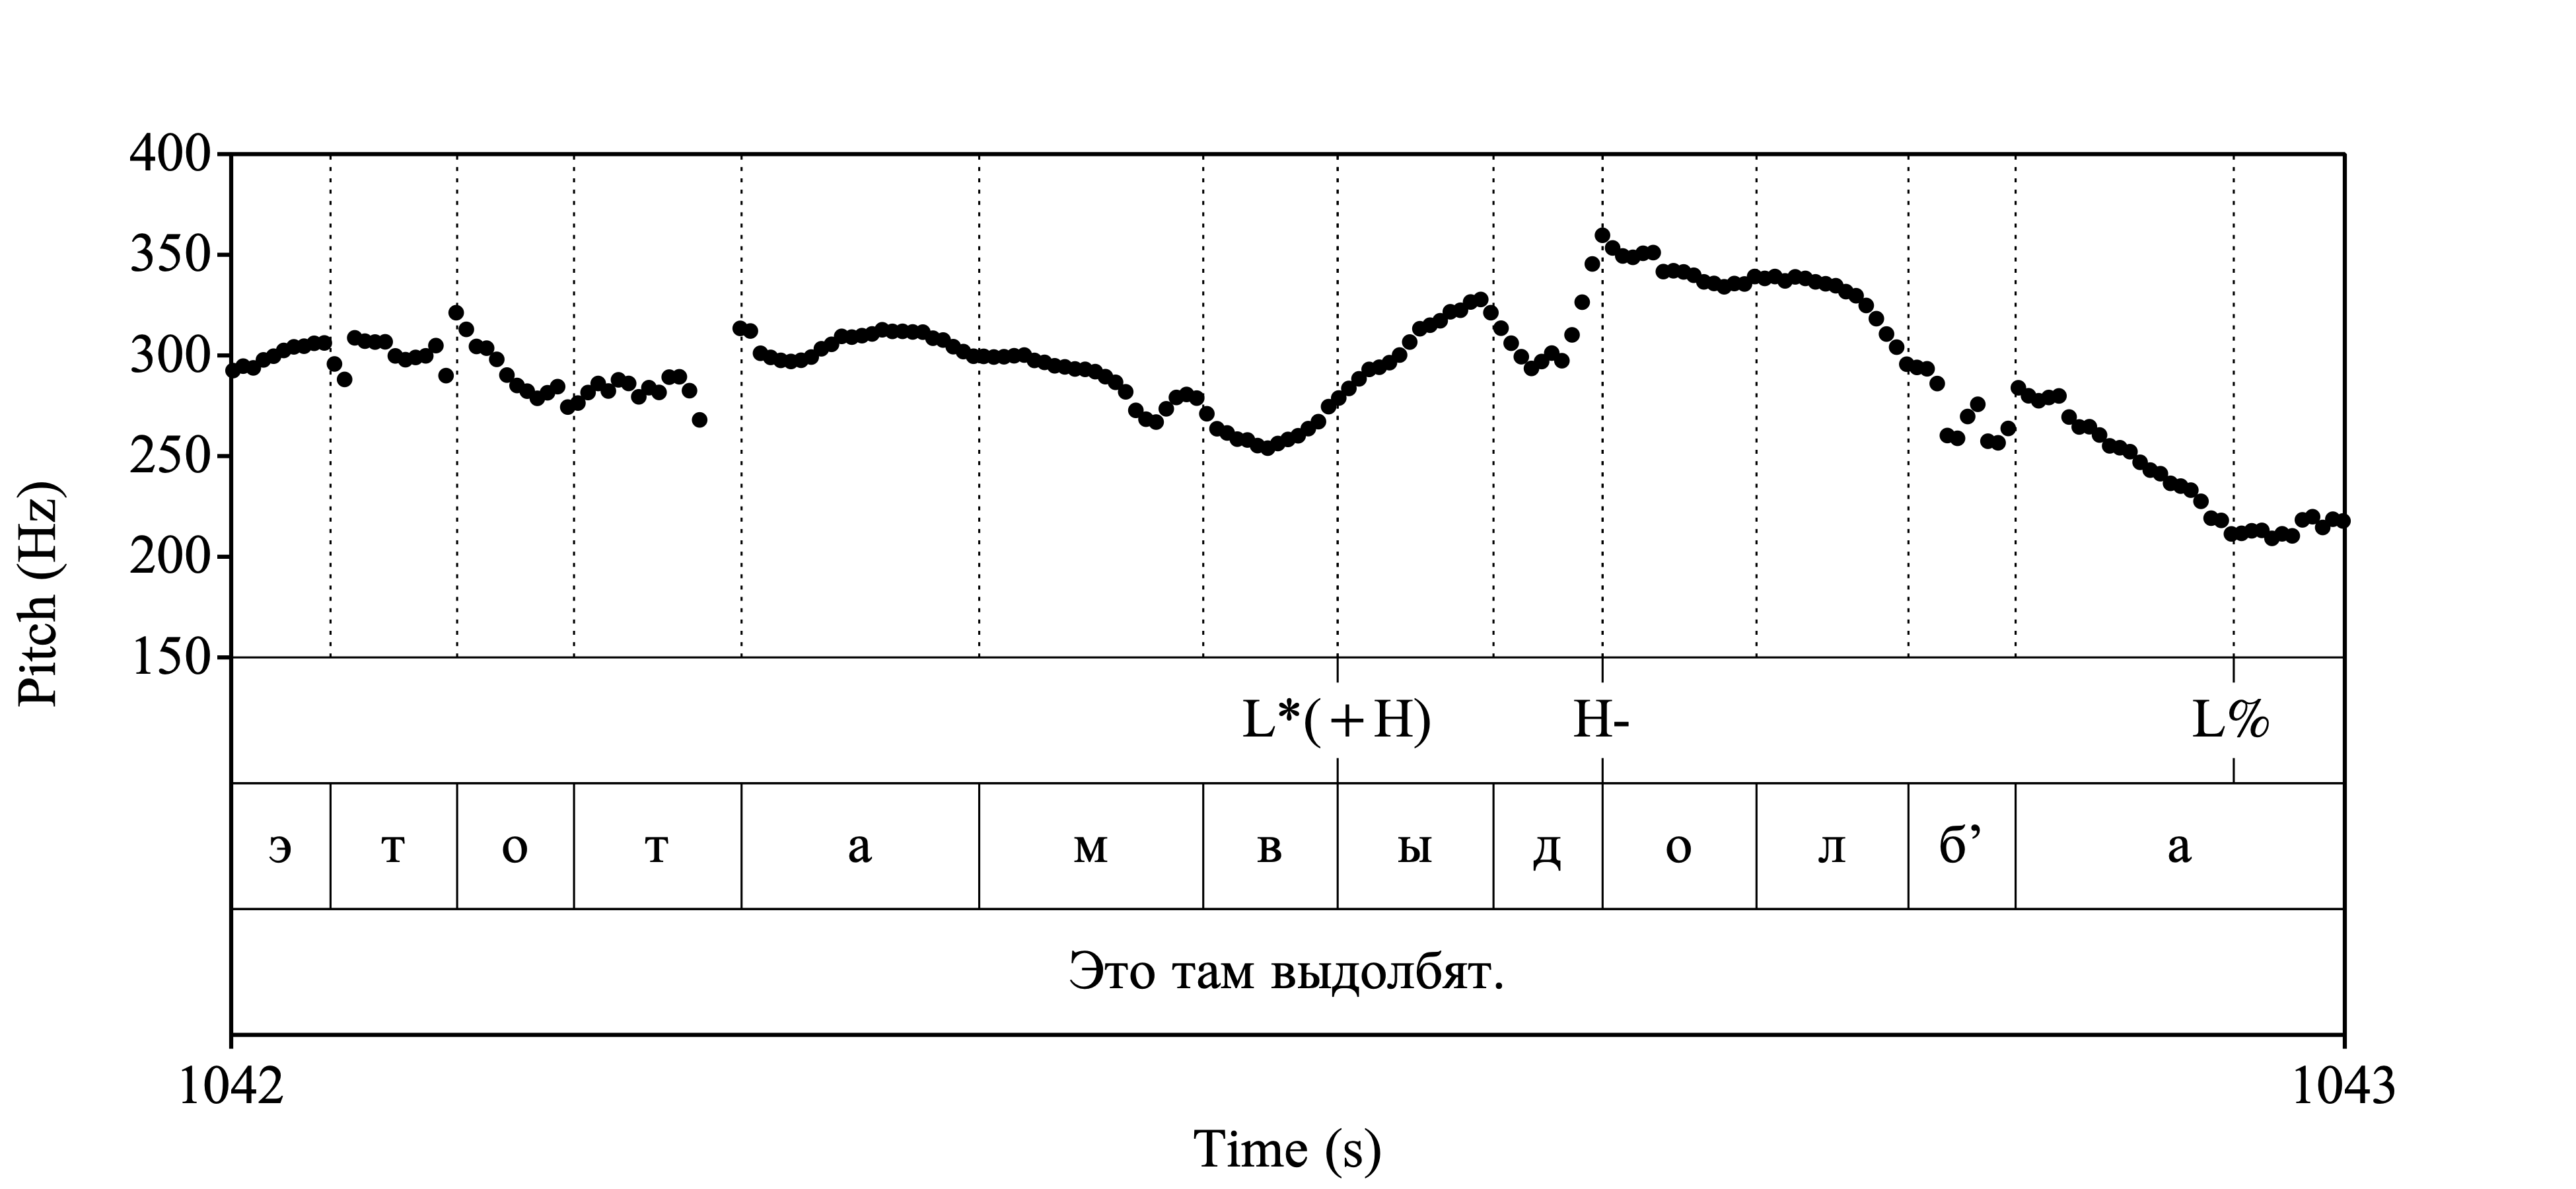 400
350
300
250
200
150
Pitch (Hz)
L*(+H) H- L%
э т о т а м в ы д о л б’ а
Это там выдолбят.
1042 1043
Time (s)